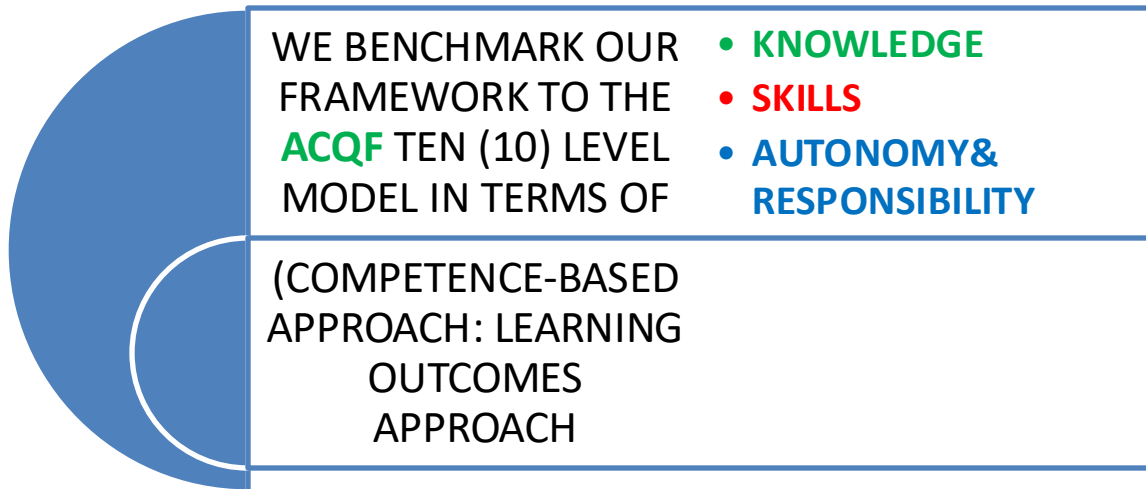 WE BENCHMARK OUR
FRAMEWORK TO THE
ACQF TEN (10) LEVEL
MODEL IN TERMS OF
• KNOWLEDGE
• SKILLS
• AUTONOMY&
RESPONSIBILITY
(COMPETENCE-BASED
APPROACH: LEARNING
OUTCOMES
APPROACH